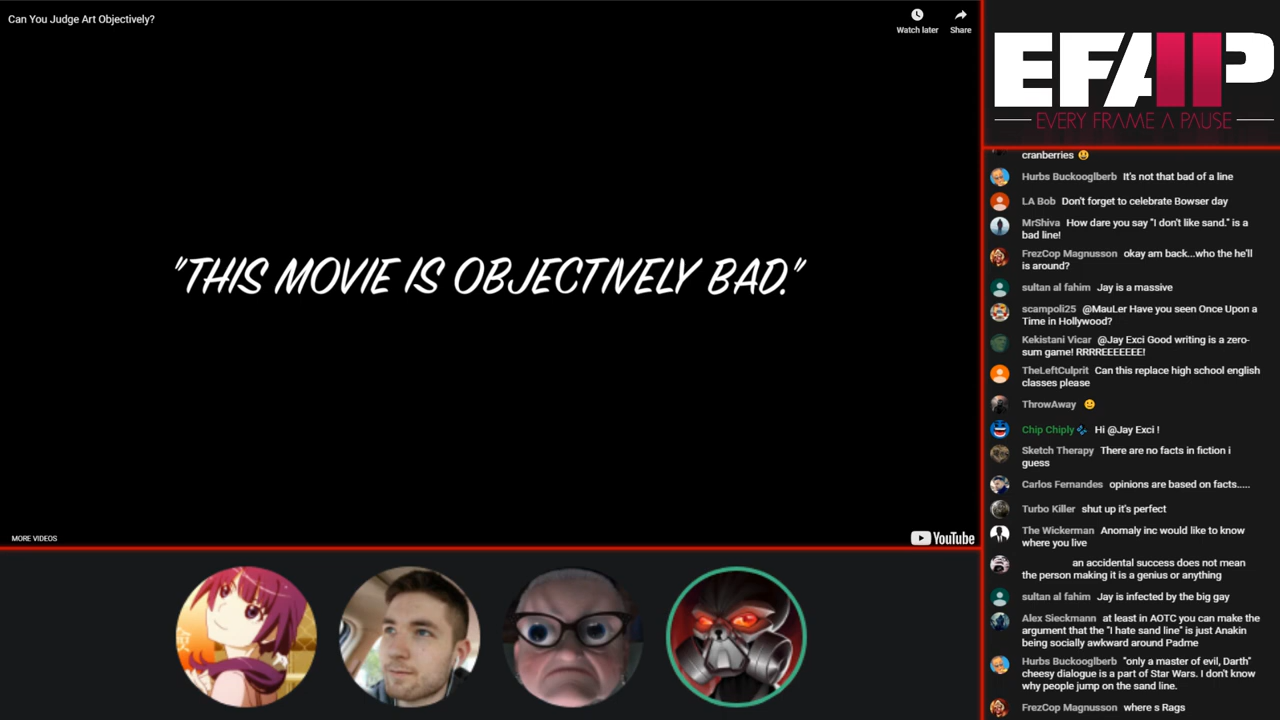 Can You Judge Art Objectively?
Watch later
Share
"THIS MOVIE IS OBJECTIVELY BAD."
MORE VIDEOS
YouTube
EFAP
EVERY FRAME A PAUSE
cranberries
Hurbs Buckooglberb It's not that bad of a line
LA Bob Don't forget to celebrate Bowser day
MrShiva How dare you say "I don't like sand." is a
bad line!
FrezCop Magnusson okay am back...who the he'll
is around?
sultan al fahim Jay is a massive
scampoli25 @MauLer Have you seen Once Upon a
Time in Hollywood?
Kekistani Vicar @Jay Exci Good writing is a zero-
sum game! RRRREEEEEEE!
TheLeftCulprit Can this replace high school english
classes please
ThrowAway
Chip Chiply Hi @Jay Exci !
Sketch Therapy There are no facts in fiction i
guess
Carlos Fernandes opinions are based on facts.....
Turbo Killer shut up it's perfect
The Wickerman Anomaly inc would like to know
where you live
an accidental success does not mean
the person making it is a genius or anything
sultan al fahim Jay is infected by the big gay
Alex Sieckmann at least in AOTC you can make the
argument that the "I hate sand line" is just Anakin
being socially awkward around Padme
Hurbs Buckooglberb "only a master of evil, Darth"
cheesy dialogue is a part of Star Wars. I don't know
why people jump on the sand line.
FrezCop Magnusson where s Rags